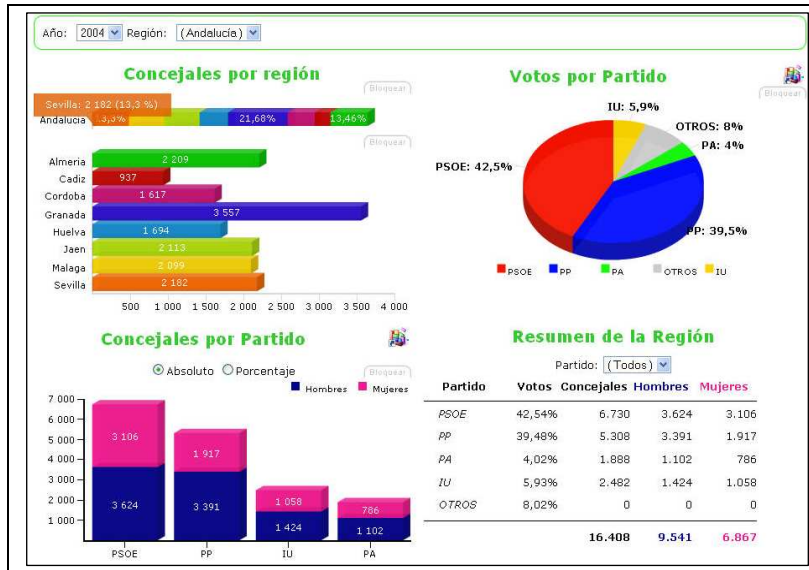 Año: 2004 Región: (Andalucía)
Concejales por región
Bloquear
Sevilla: 2 182 (13,3 %)
Andalucía 13,3% 21,68% 13,46%
Bloquear
Almeria 2 209
Cadiz 937
Cordoba 1 617
Granada 3 557
Huelva 1 694
Jaen 2 113
Malaga 2 099
Sevilla 2 182
500 1 000 1 500 2 000 2 500 3 000 3 500 4 000
Votos por Partido
Bloquear
IU: 5,9%
OTROS: 8%
PA: 4%
PSOE: 42,5%
PP: 39,5%
PSOE PP PA OTROS IU
Concejales por Partido
Absoluto Porcentaje
Bloquear
Hombres Mujeres
7 000
6 000
5 000
4 000
3 000
2 000
1 000
3 106
3 624
1 917
3 391
1 058
1 424
786
1 102
PSOE PP IU PA
Resumen de la Región
Partido: (Todos)
Partido Votos Concejales Hombres Mujeres
PSOE 42,54% 6.730 3.624 3.106
PP 39,48% 5.308 3.391 1.917
PA 4,02% 1.888 1.102 786
IU 5,93% 2.482 1.424 1.058
OTROS 8,02% 0 0 0
16.408 9.541 6.867